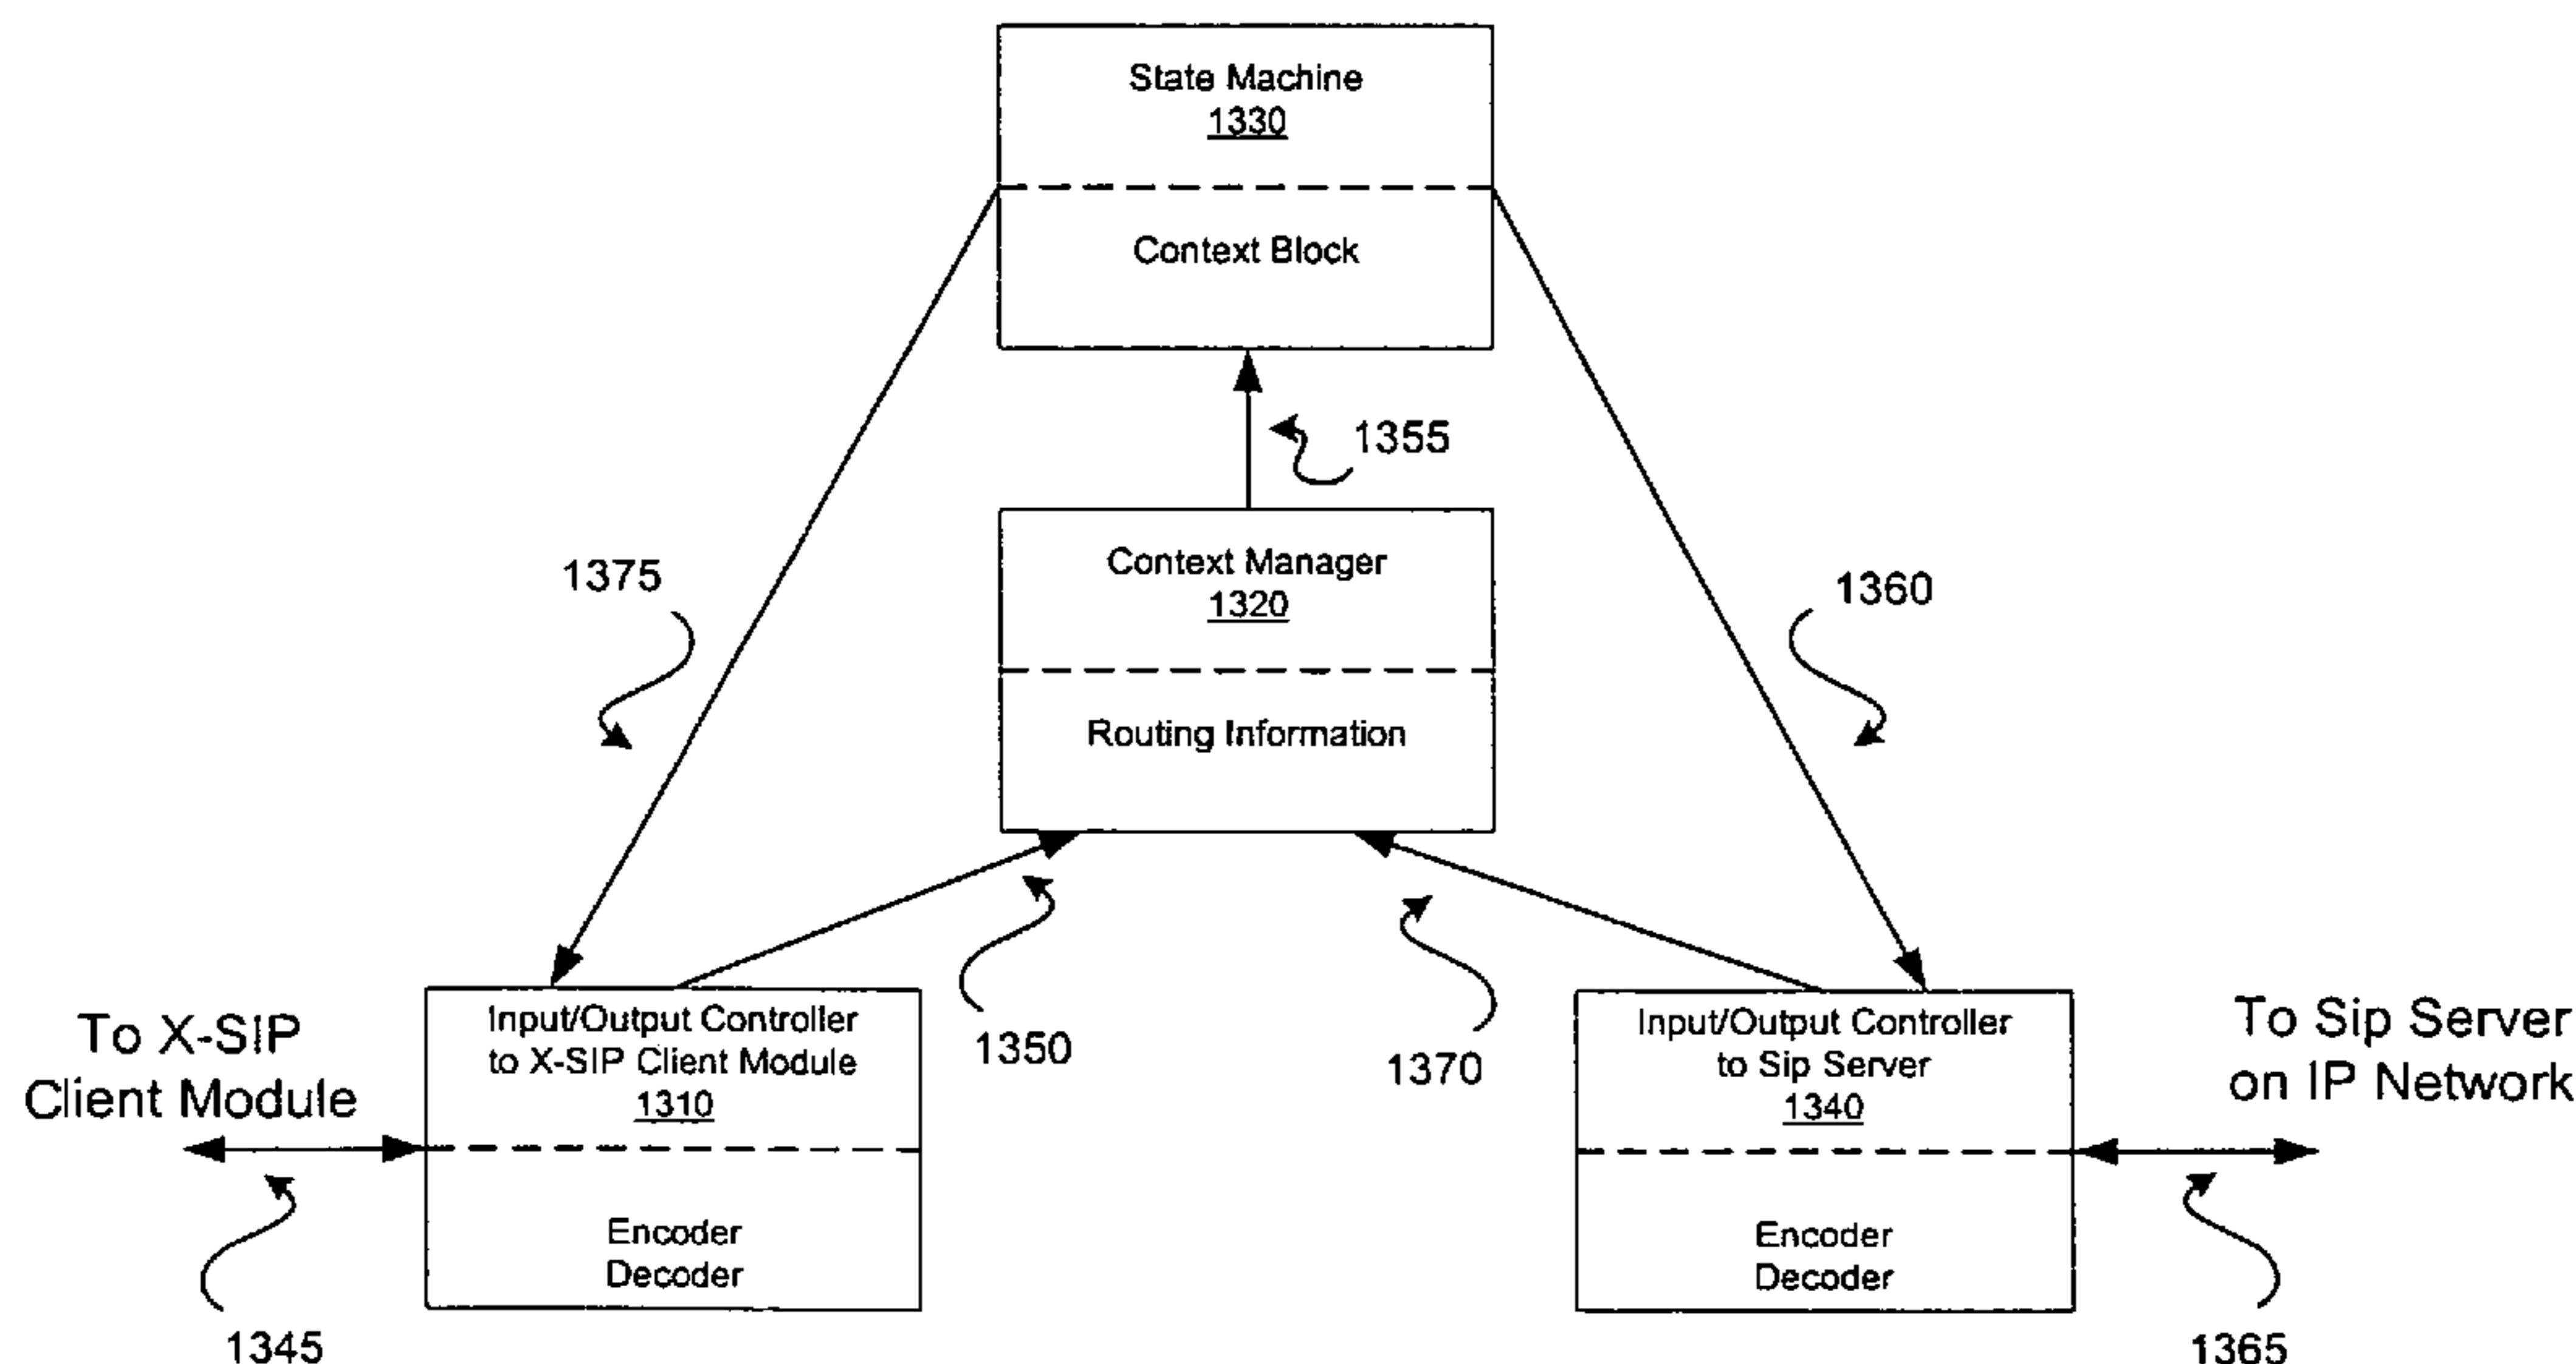 State Machine
1330
Context Block
1355
Context Manager
1320
Routing Information
1375
1360
1350
1370
To X-SIP
Client Module
Input/Output Controller
to X-SIP Client Module
1310
Encoder
Decoder
1345
Input/Output Controller
to Sip Server
1340
Encoder
Decoder
To Sip Server
on IP Network
1365